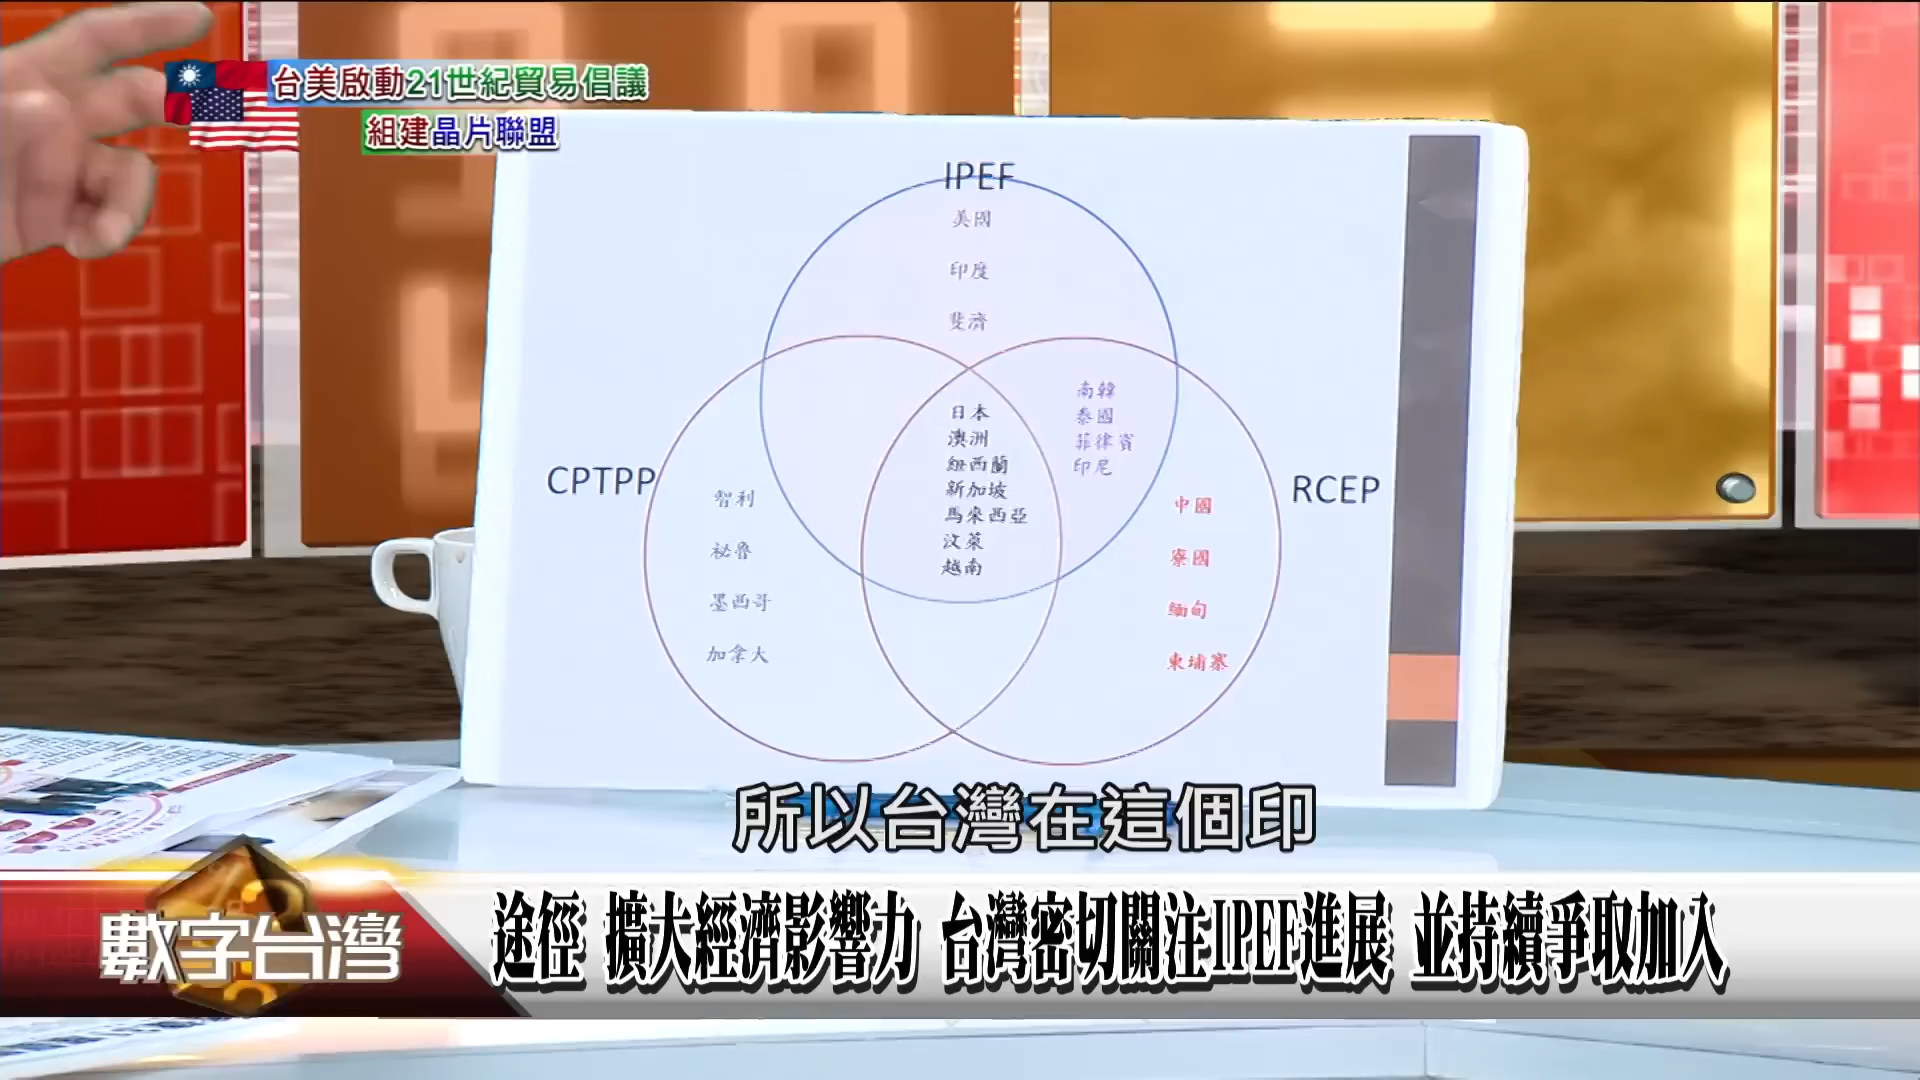 台美啟動21世紀貿易倡議
組建晶片聯盟
IPEF
美國
印度
斐濟
南韓
泰國
菲律賓
印尼
日本
澳洲
紐西蘭
新加坡
馬來西亞
汶萊
越南
CPTPP
智利
祕魯
墨西哥
加拿大
RCEP
中國
寮國
緬甸
柬埔寨
所以台灣在這個印
數字台灣
途徑 擴大經濟影響力 台灣密切關注IPEF進展 並持續爭取加入